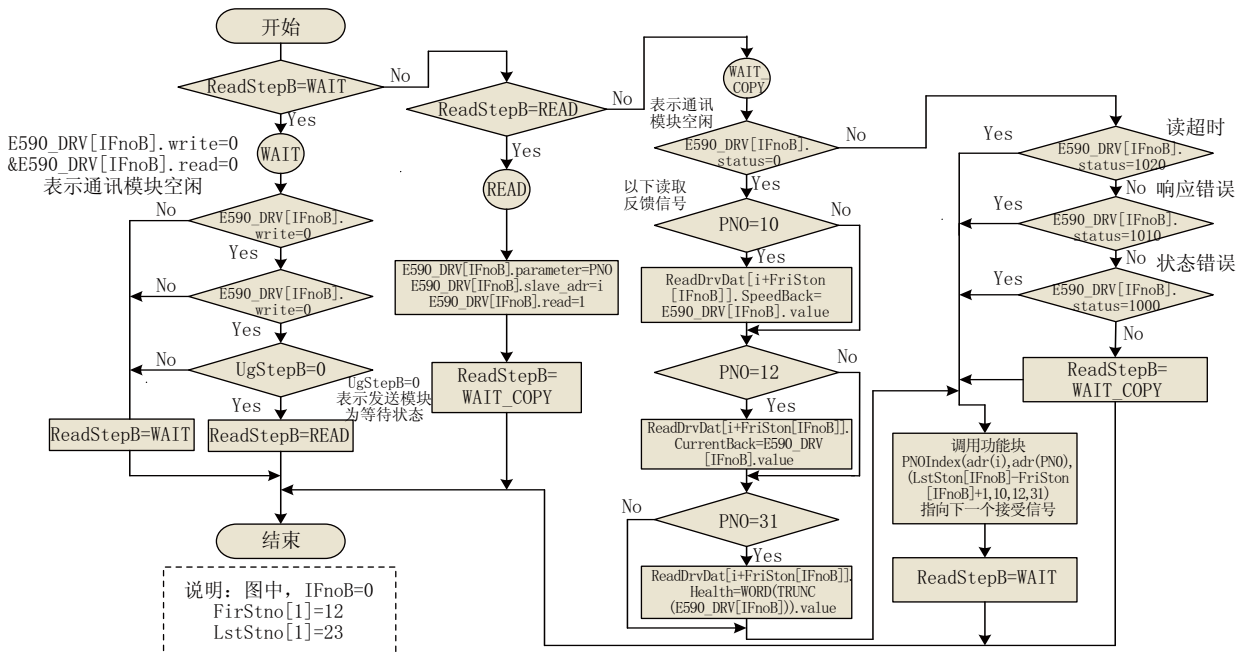 开始
ReadStepB=WAIT
No
Yes
E590_DRV[IFnoB].write=0
&E590_DRV[IFnoB].read=0
表示通讯模块空闲
WAIT
E590_DRV[IFnoB].
write=0
No
Yes
E590_DRV[IFnoB].
write=0
No
Yes
UgStepB=0
No
Yes
UgStepB=0
表示发送模块
为等待状态
ReadStepB=WAIT
ReadStepB=READ
结束
说明：图中，IFnoB=0
FirStno[1]=12
LstStno[1]=23
ReadStepB=READ
No
Yes
READ
E590_DRV[IFnoB].parameter=PNO
E590_DRV[IFnoB].slave_adr=i
E590_DRV[IFnoB].read=1
ReadStepB=
WAIT_COPY
WAIT_
COPY
表示通讯
模块空闲
E590_DRV[IFnoB].
status=0
No
Yes
以下读取
反馈信号
PNO=10
No
Yes
ReadDrvDat[i+FriSton
[IFnoB]].SpeedBack=
E590_DRV[IFnoB].value
PNO=12
No
Yes
ReadDrvDat[i+FriSton[IFnoB]].
CurrentBack=E590_DRV
[IFnoB].value
PNO=31
No
Yes
ReadDrvDat[i+FriSton[IFnoB]].
Health=WORD(TRUNC
(E590_DRV[IFnoB])).value
读超时
Yes
E590_DRV[IFnoB].
status=1020
No
响应错误
Yes
E590_DRV[IFnoB].
status=1010
No
状态错误
Yes
E590_DRV[IFnoB].
status=1000
No
ReadStepB=
WAIT_COPY
调用功能块
PNOIndex(adr(i),adr(PNO),
(LstSton[IFnoB]-FriSton
[IFnoB]+1,10,12,31)
指向下一个接受信号
ReadStepB=WAIT